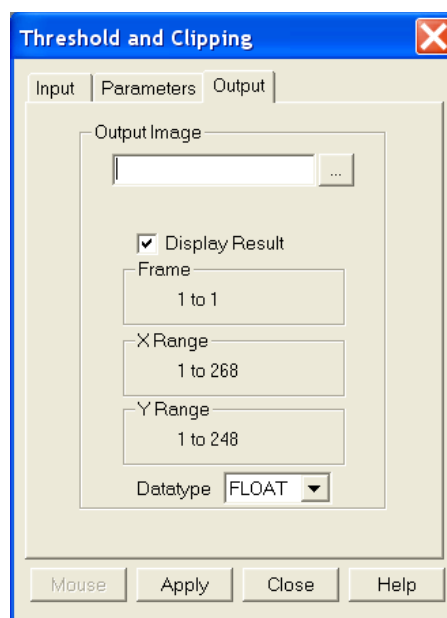 Threshold and Clipping
Input Parameters Output
Output Image
...
Display Result
Frame
1 to 1
X Range
1 to 268
Y Range
1 to 248
Datatype FLOAT
Mouse Apply Close Help